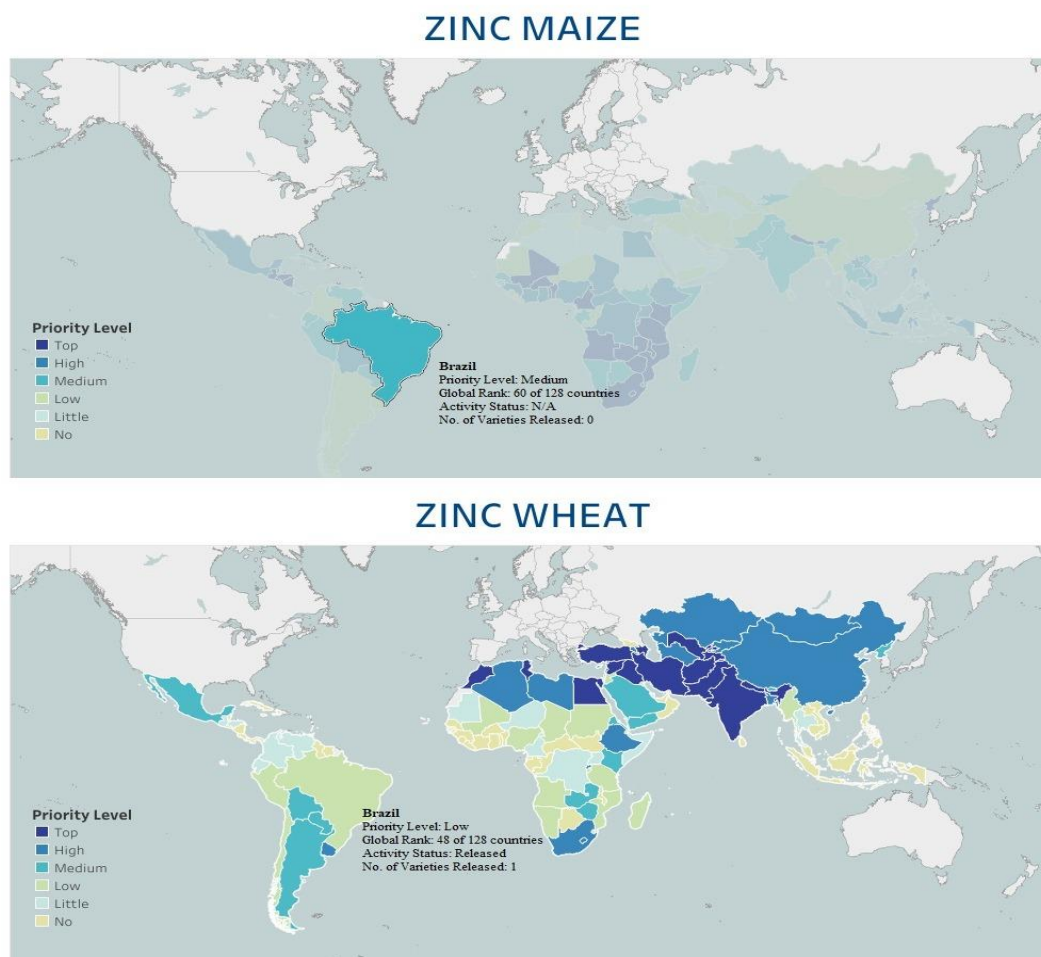 ZINC MAIZE
Priority Level
Top
High
Medium
Low
Little
No
Brazil
Priority Level: Medium
Global Rank: 60 of 128 countries
Activity Status: N/A
No. of Varieties Released: 0
ZINC WHEAT
Priority Level
Top
High
Medium
Low
Little
No
Brazil
Priority Level: Low
Global Rank: 48 of 128 countries
Activity Status: Released
No. of Varieties Released: 1